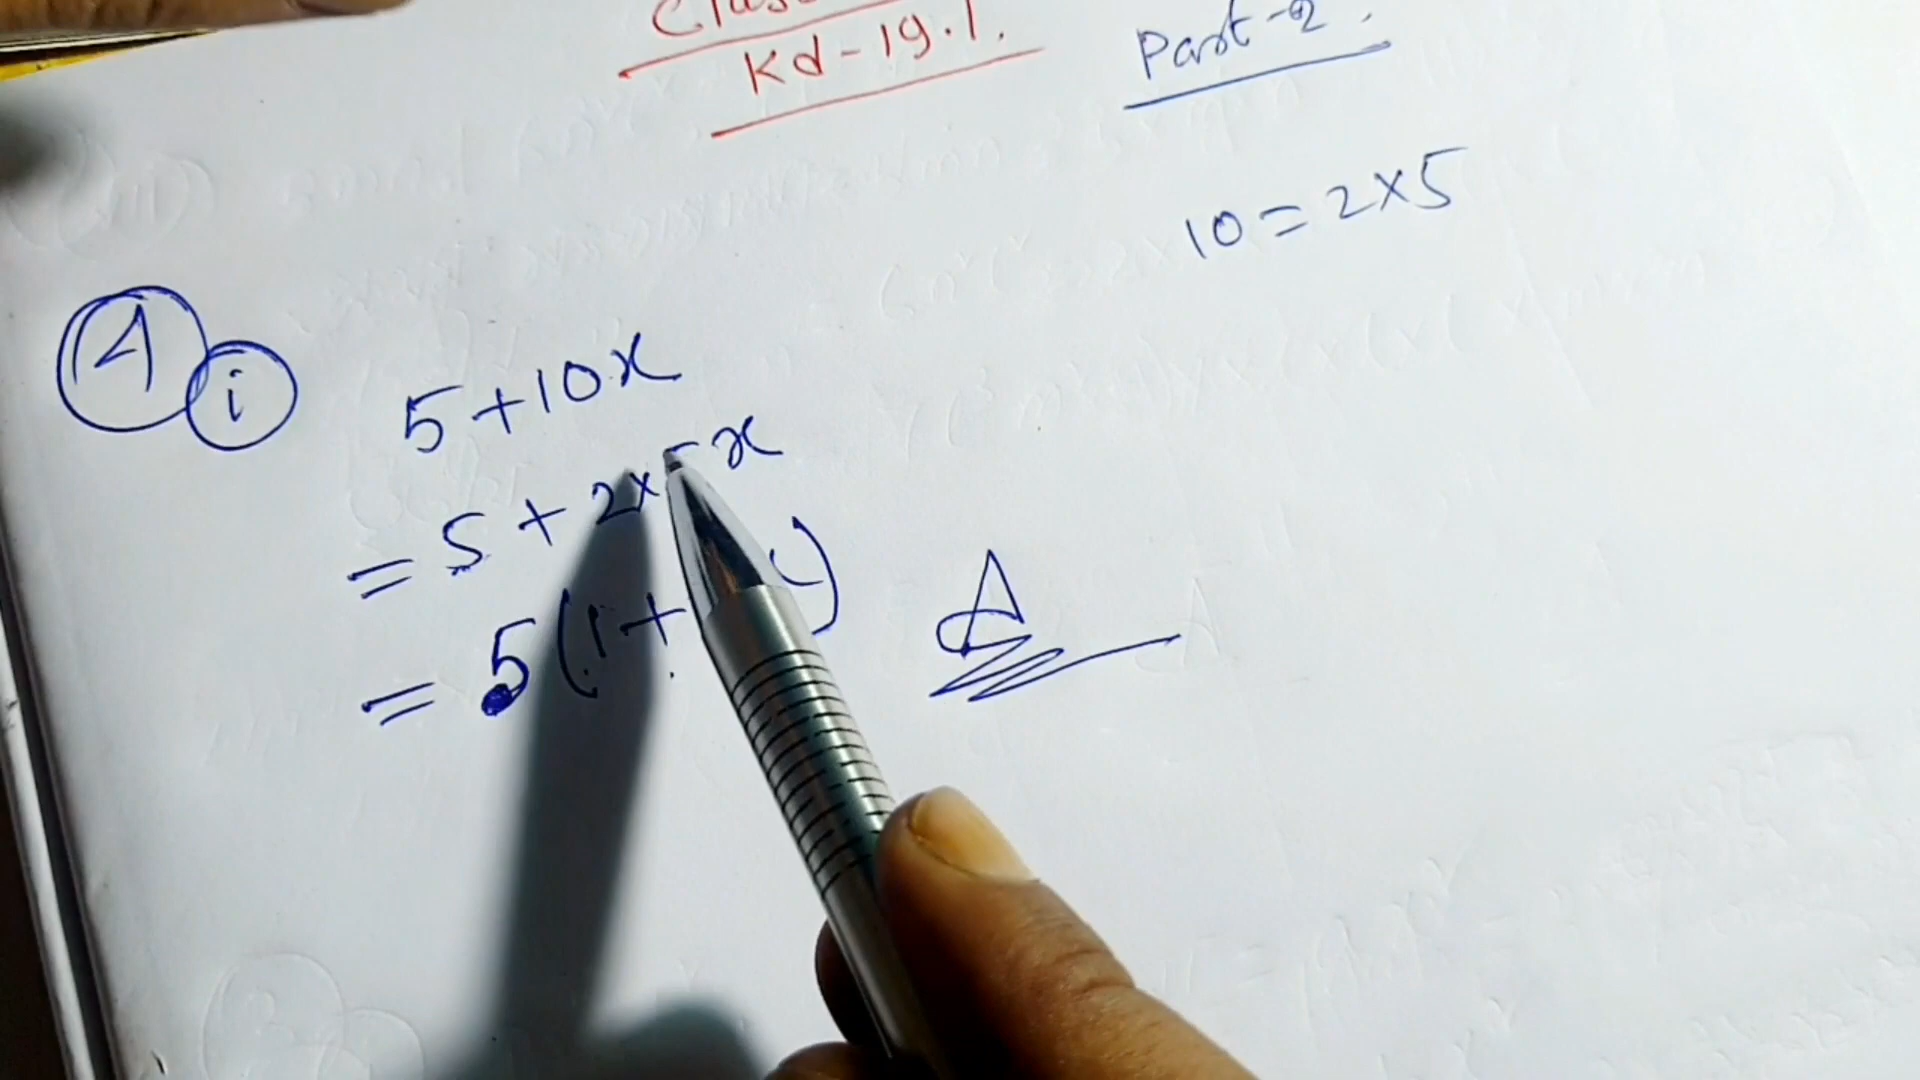 Kd-19.1.
Part-2.
10=2×5
4 i 5+10x
=5+2×5x
=5(1+
A